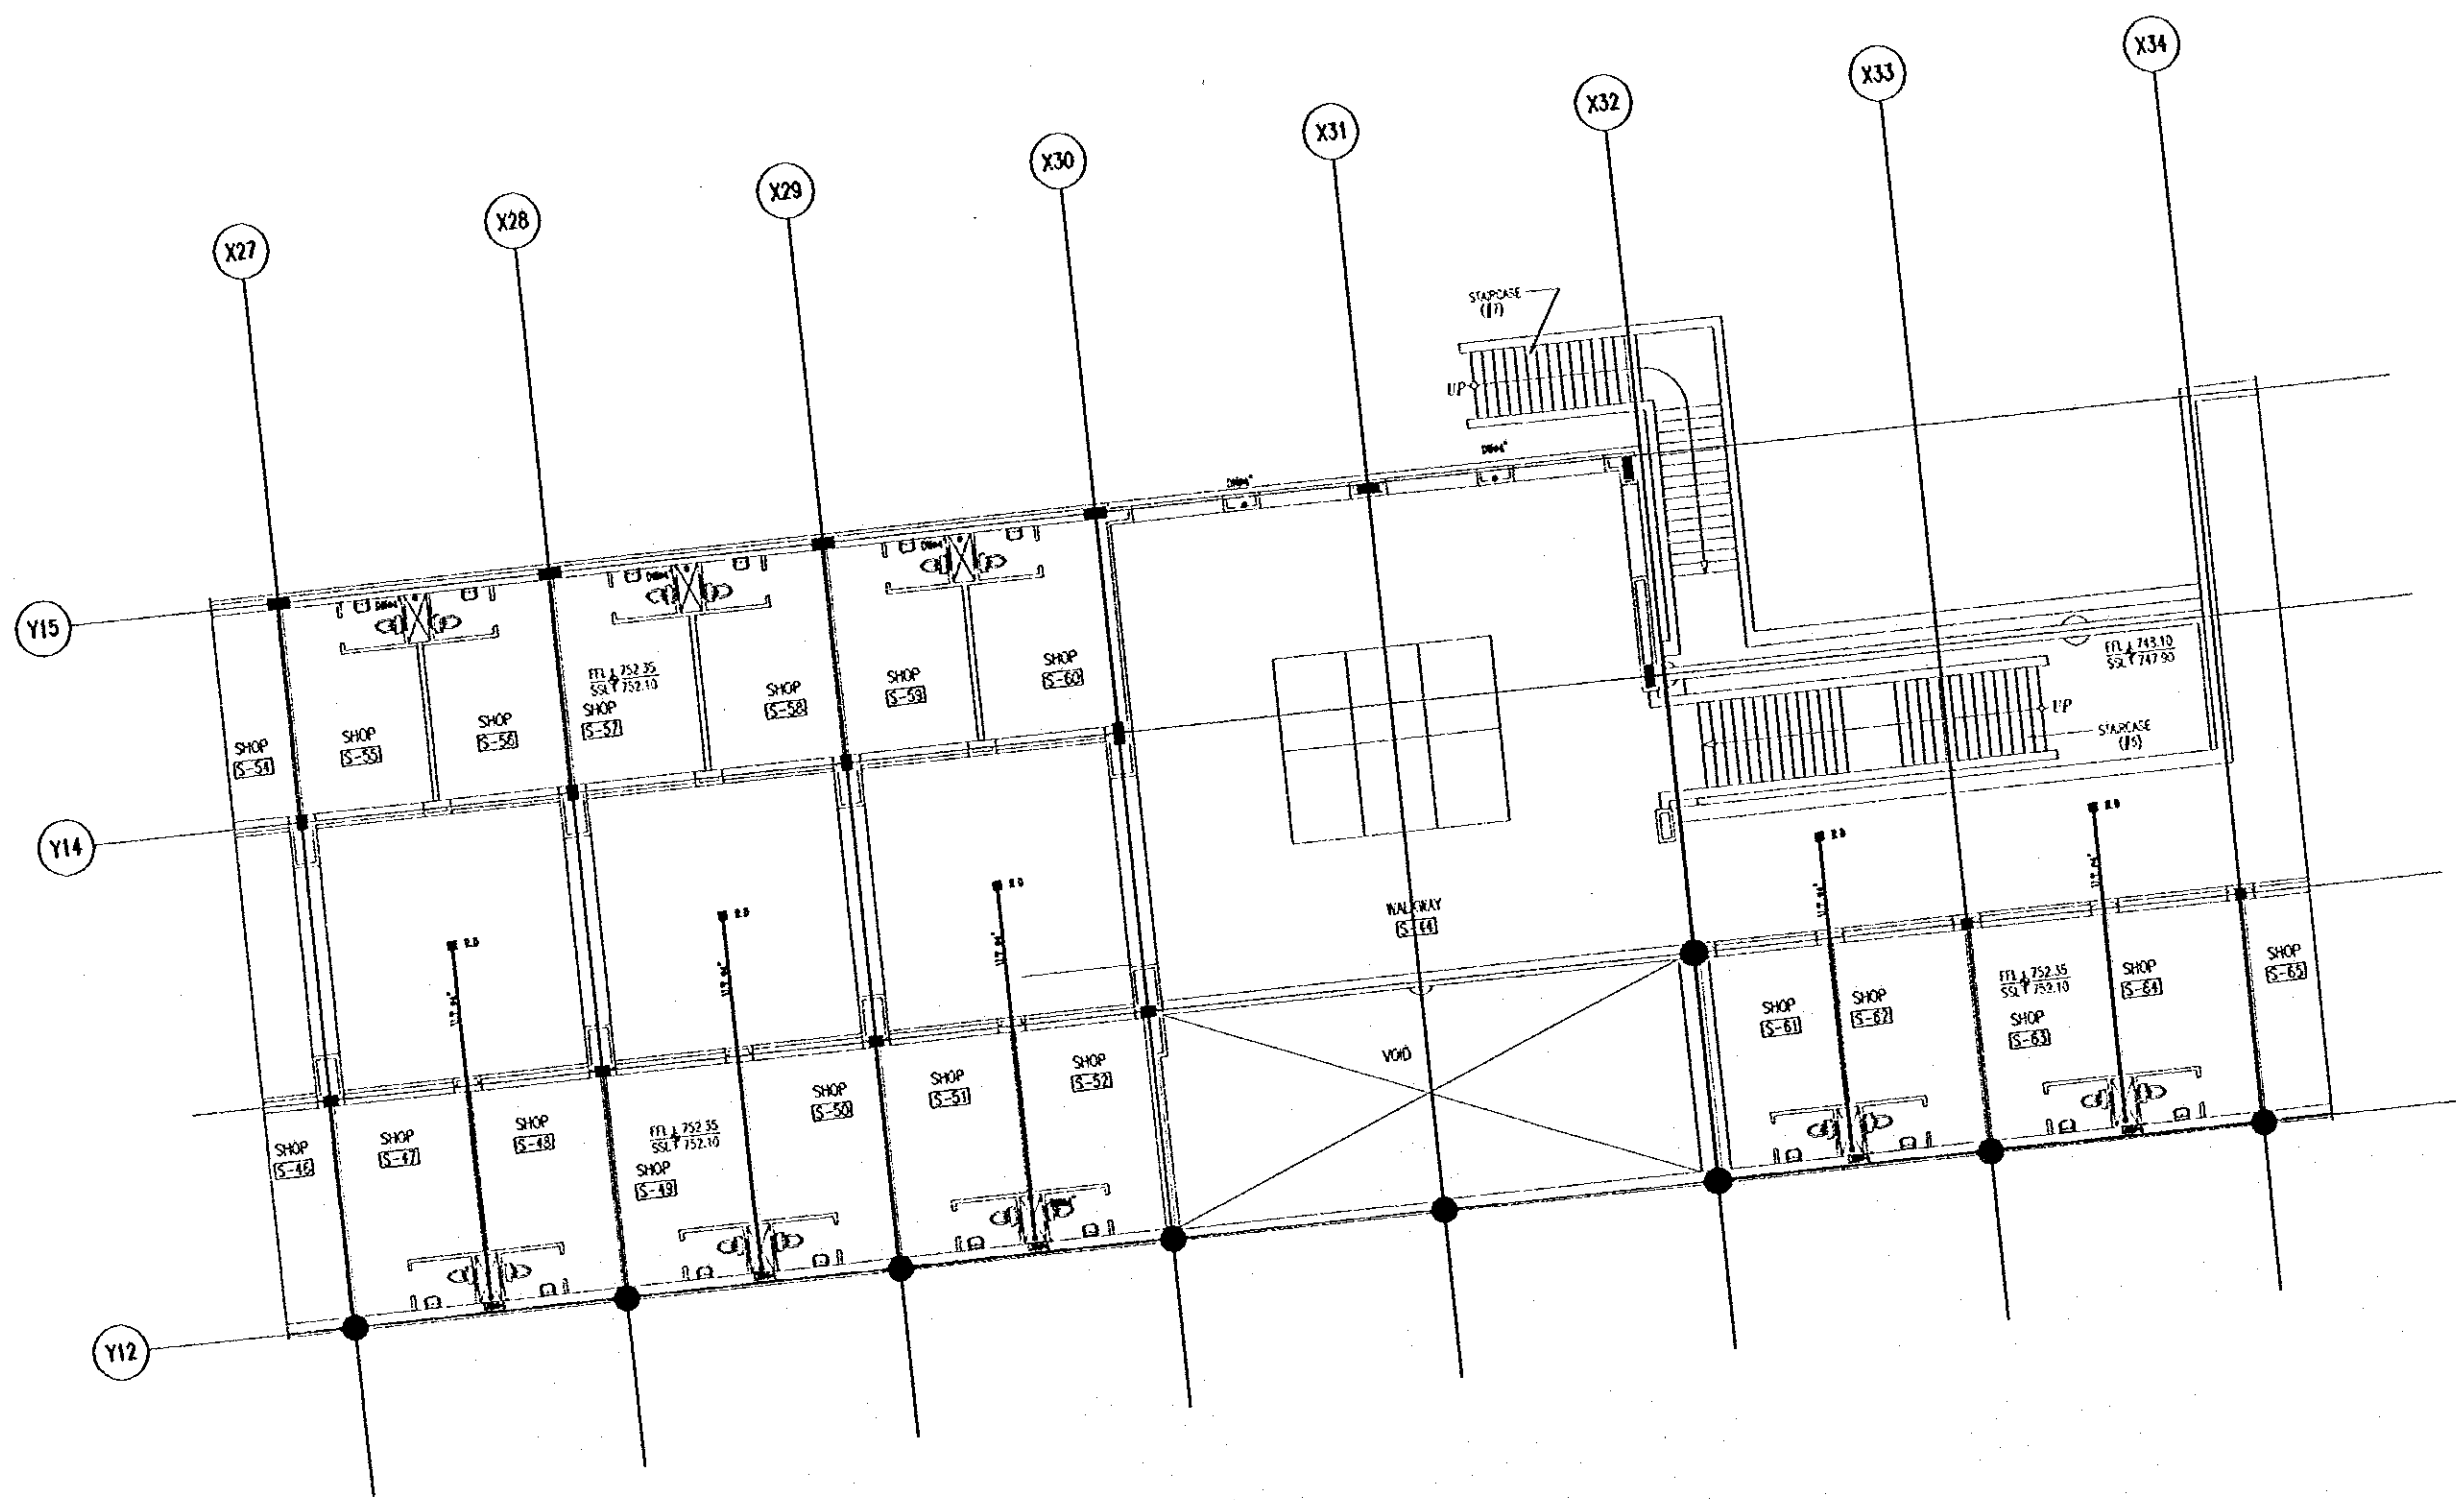 X34
X33
X32
X31
X30
X29
X28
X27
STAIRCASE
UP
Y15
SHOP
S-54
SHOP
S-55
SHOP
S-56
FFL 752.35
SSL 752.10
SHOP
S-57
SHOP
S-58
SHOP
S-59
SHOP
S-60
FFL 743.10
SSL 747.90
UP
STAIRCASE
Y14
R.D
R.D
R.D
R.D
R.D
WALKWAY
S-44
VOID
SHOP
S-61
SHOP
S-62
FFL 752.35
SSL 752.10
SHOP
S-63
SHOP
S-64
SHOP
S-65
SHOP
S-46
SHOP
S-47
SHOP
S-48
FFL 752.35
SSL 752.10
SHOP
S-49
SHOP
S-50
SHOP
S-51
SHOP
S-52
Y12